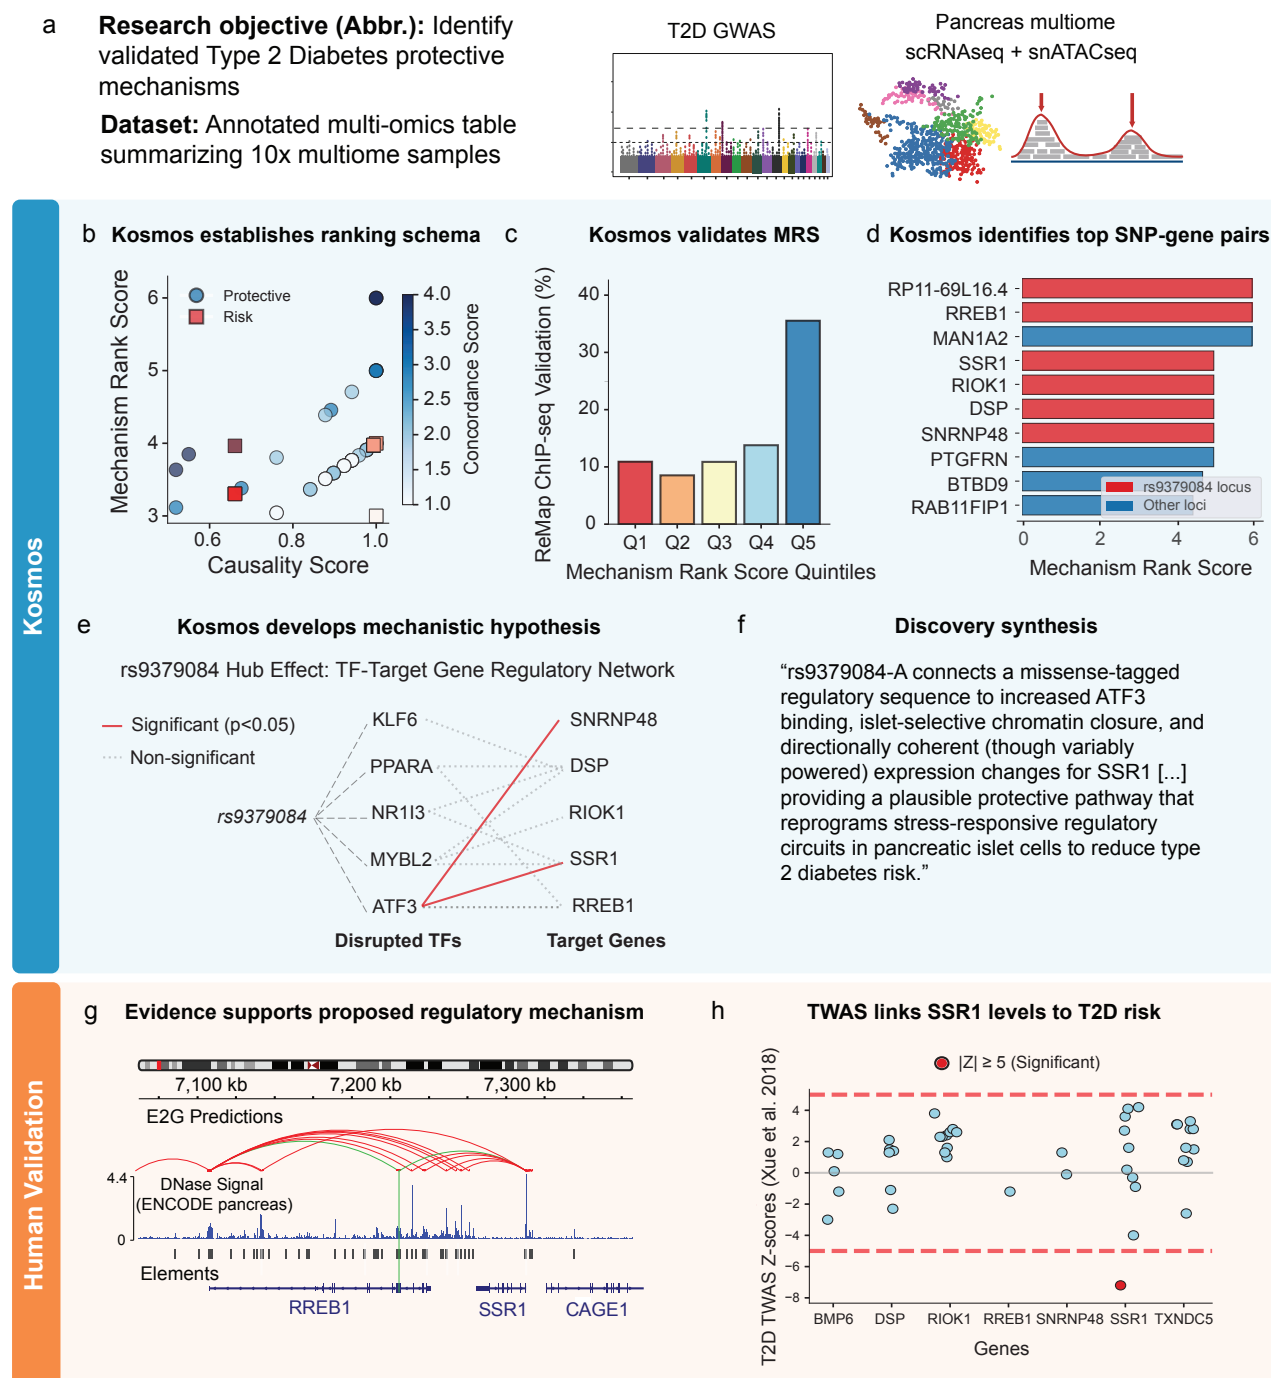 a
Research objective (Abbr.): Identify
validated Type 2 Diabetes protective
mechanisms
Dataset: Annotated multi-omics table
summarizing 10x multiome samples
T2D GWAS
Pancreas multiome
scRNAseq + snATACseq
Kosmos
b Kosmos establishes ranking schema
Mechanism Rank Score
6
5
4
3
Protective
Risk
0.6
0.8
1.0
Causality Score
4.0
3.5
3.0
2.5
2.0
1.5
1.0
Concordance Score
c Kosmos validates MRS
ReMap ChIP-seq Validation (%)
40
30
20
10
0
Q1 Q2 Q3 Q4 Q5
Mechanism Rank Score Quintiles
d Kosmos identifies top SNP-gene pairs
RP11-69L16.4
RREB1
MAN1A2
SSR1
RIOK1
DSP
SNRNP48
PTGFRN
BTBD9
RAB11FIP1
rs9379084 locus
Other loci
0 2 4 6
Mechanism Rank Score
e Kosmos develops mechanistic hypothesis
rs9379084 Hub Effect: TF-Target Gene Regulatory Network
Significant (p<0.05)
Non-significant
rs9379084
KLF6
PPARA
NR1I3
MYBL2
ATF3
Disrupted TFs
SNRNP48
DSP
RIOK1
SSR1
RREB1
Target Genes
f Discovery synthesis
“rs9379084-A connects a missense-tagged
regulatory sequence to increased ATF3
binding, islet-selective chromatin closure, and
directionally coherent (though variably
powered) expression changes for SSR1 [...]
providing a plausible protective pathway that
reprograms stress-responsive regulatory
circuits in pancreatic islet cells to reduce type
2 diabetes risk.”
Human Validation
g Evidence supports proposed regulatory mechanism
7,100 kb 7,200 kb 7,300 kb
E2G Predictions
4.4
DNase Signal
(ENCODE pancreas)
0
Elements
RREB1 SSR1 CAGE1
h TWAS links SSR1 levels to T2D risk
|Z| ≥ 5 (Significant)
T2D TWAS Z-scores (Xue et al. 2018)
4
2
0
−2
−4
−6
−8
BMP6 DSP RIOK1 RREB1 SNRNP48 SSR1 TXNDC5
Genes